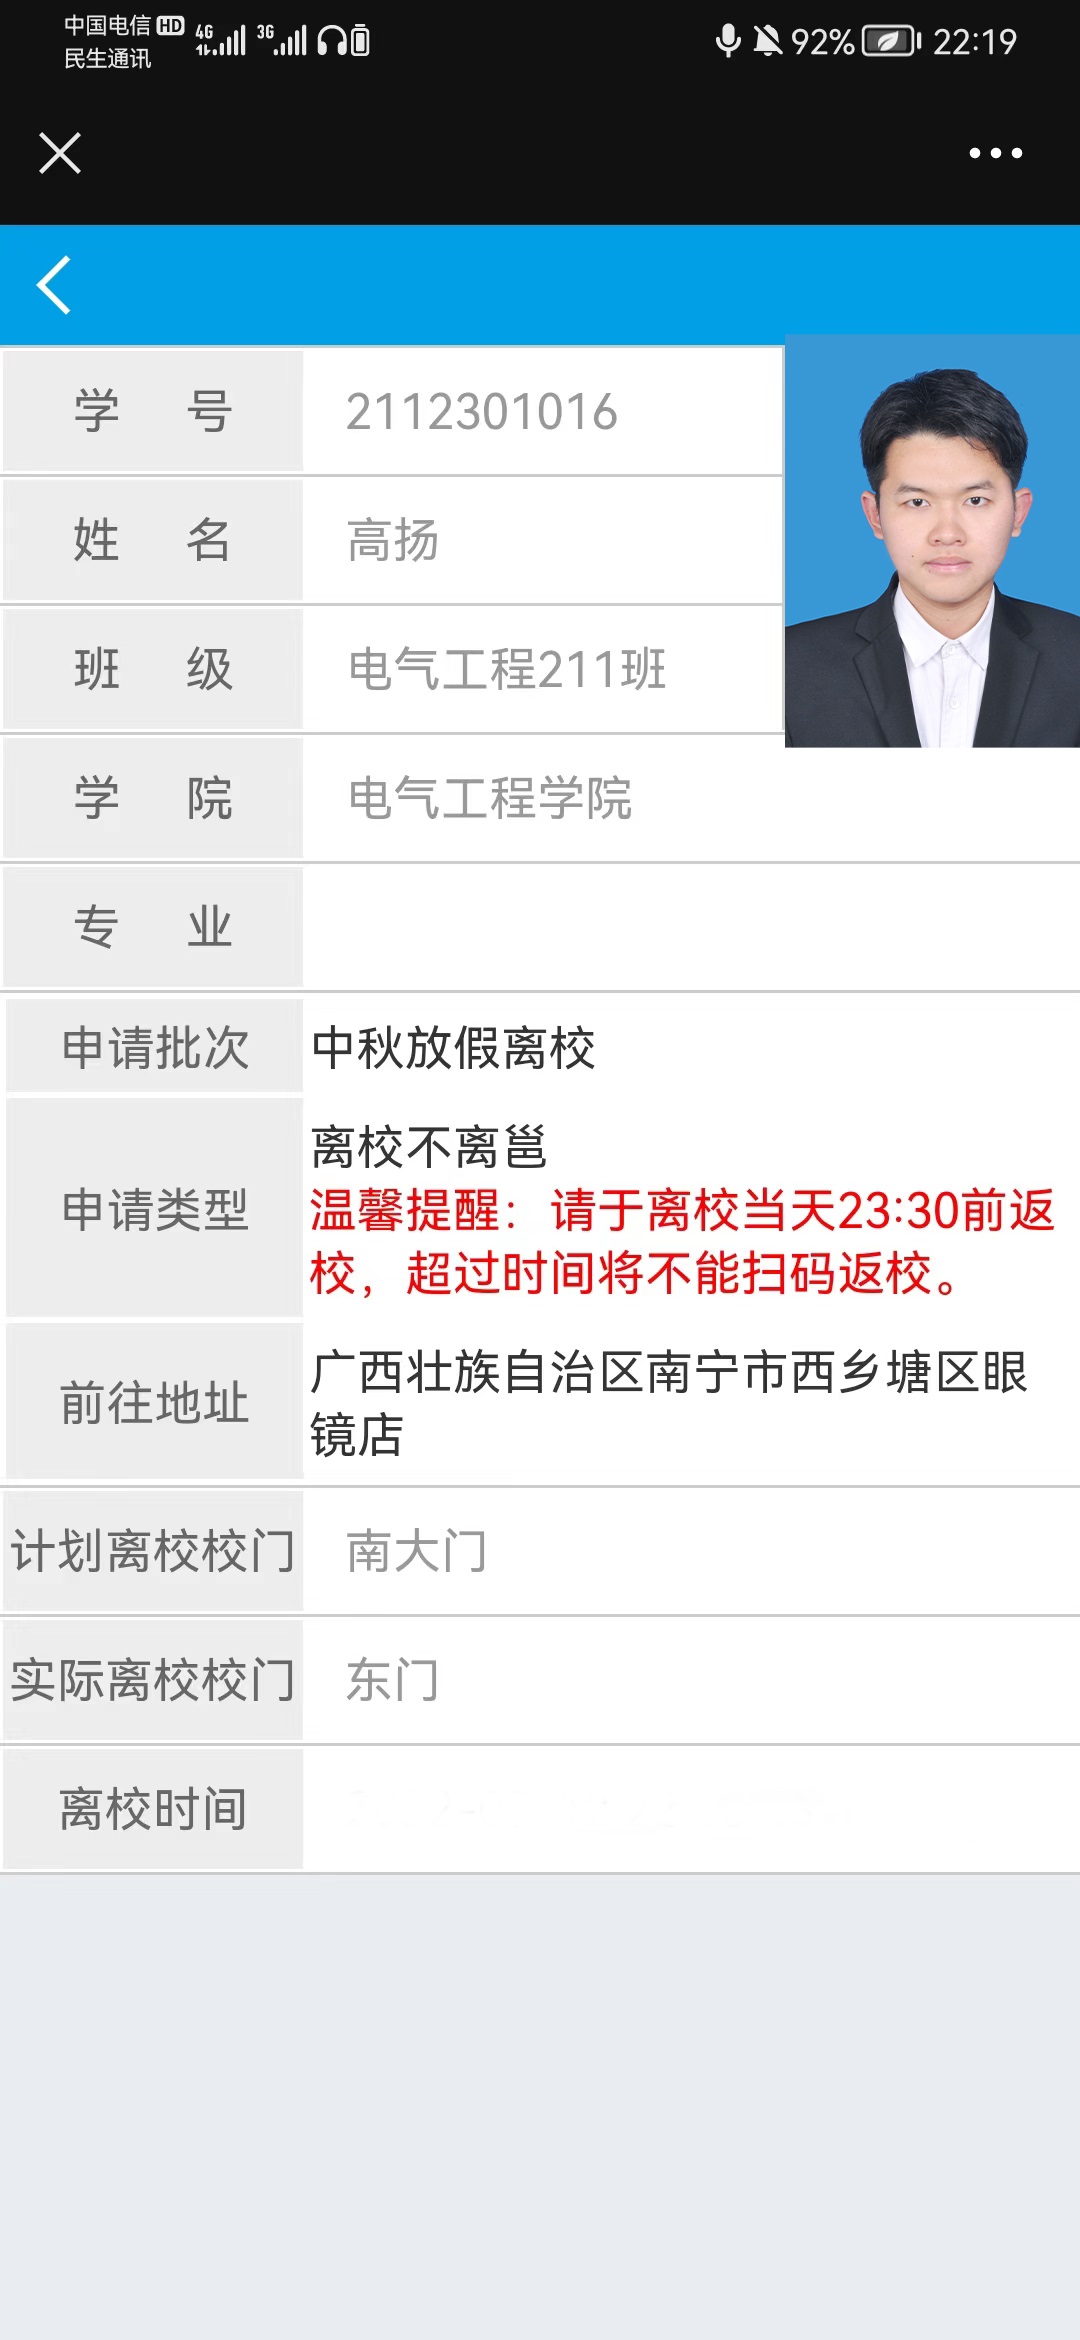 中国电信 HD 4G 3G 92% 22:19
民生通讯
学 号 2112301016
姓 名 高扬
班 级 电气工程211班
学 院 电气工程学院
专 业
申请批次 中秋放假离校
申请类型 离校不离邕
温馨提醒：请于离校当天23:30前返
校，超过时间将不能扫码返校。
前往地址 广西壮族自治区南宁市西乡塘区眼
镜店
计划离校校门 南大门
实际离校校门 东门
离校时间